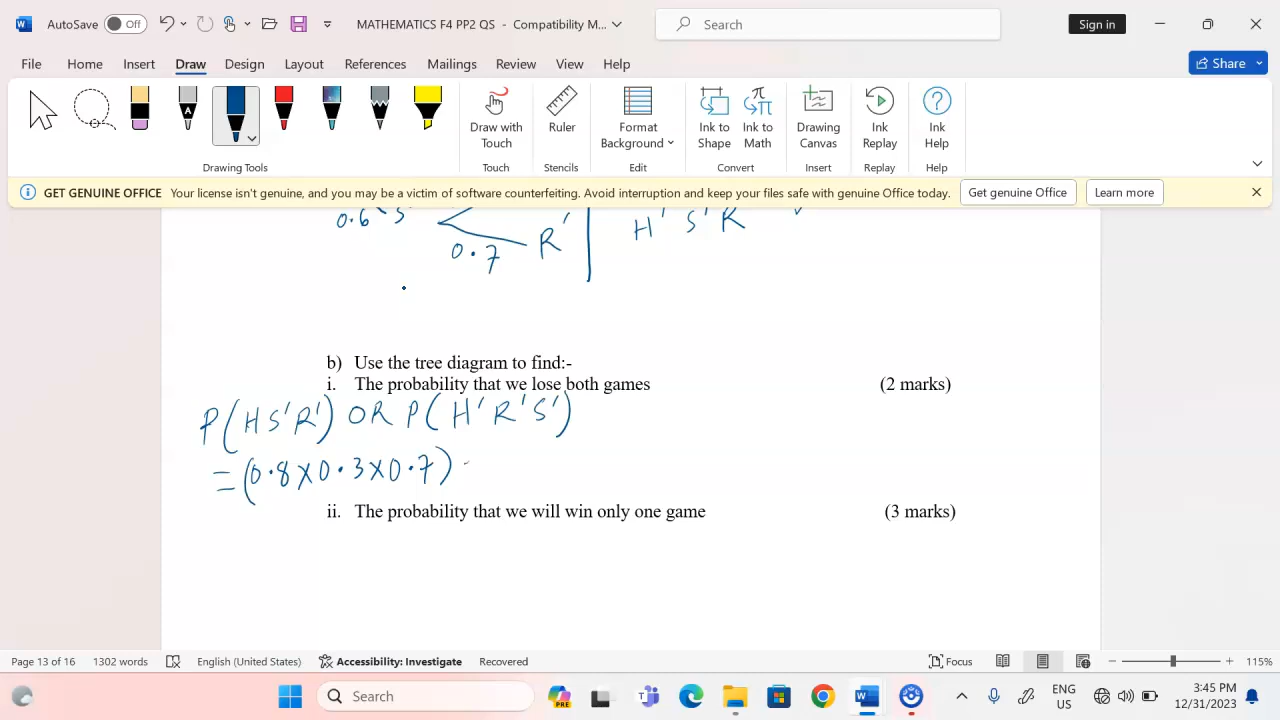 AutoSave Off MATHEMATICS F4 PP2 QS - Compatibility M... Search Sign in
File Home Insert Draw Design Layout References Mailings Review View Help Share
Draw with Touch Ruler Format Background Ink to Shape Ink to Math Drawing Canvas Ink Replay Ink Help
Drawing Tools Touch Stencils Edit Convert Insert Replay Help
GET GENUINE OFFICE Your license isn't genuine, and you may be a victim of software counterfeiting. Avoid interruption and keep your files safe with genuine Office today. Get genuine Office Learn more
0.6 S' H' S' R
0.7 R'
b) Use the tree diagram to find:-
i. The probability that we lose both games (2 marks)
P(HS'R') OR P(H'R'S')
=(0.8×0.3×0.7)
ii. The probability that we will win only one game (3 marks)
Page 13 of 16 1302 words English (United States) Accessibility: Investigate Recovered Focus 115%
Search PRE ENG US 3:45 PM 12/31/2023